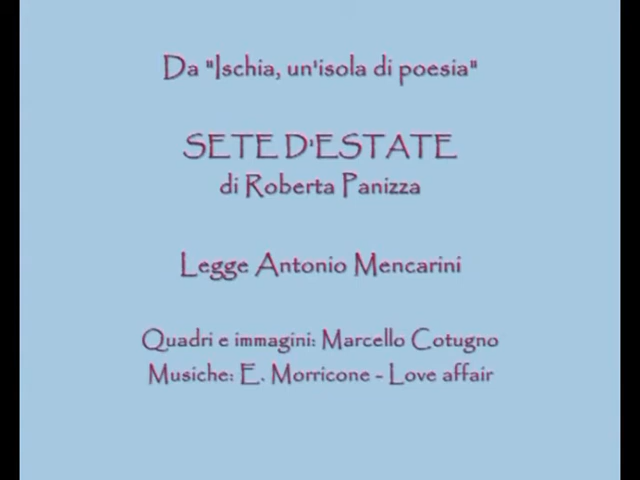 Da "Ischia, un'isola di poesia"
SETE D'ESTATE
di Roberta Panizza
Legge Antonio Mencarini
Quadri e immagini: Marcello Cotugno
Musiche: E. Morricone - Love affair